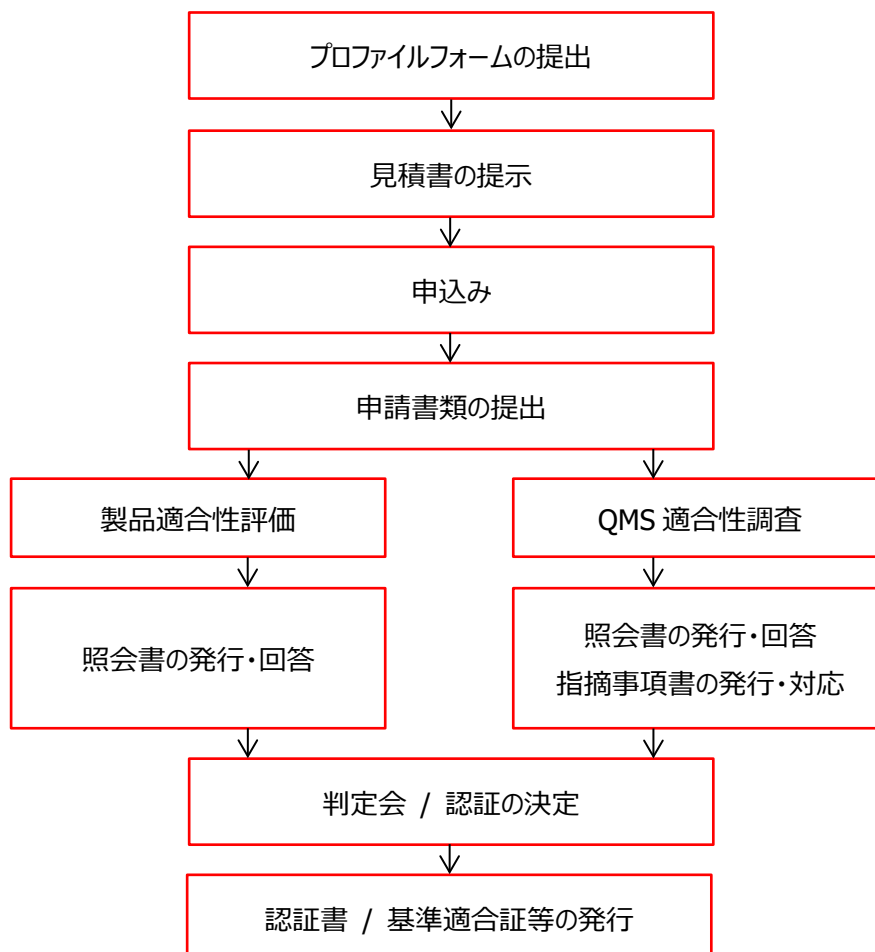 プロファイルフォームの提出
見積書の提示
申込み
申請書類の提出
製品適合性評価
QMS 適合性調査
照会書の発行・回答
照会書の発行・回答
指摘事項書の発行・対応
判定会 / 認証の決定
認証書 / 基準適合証等の発行